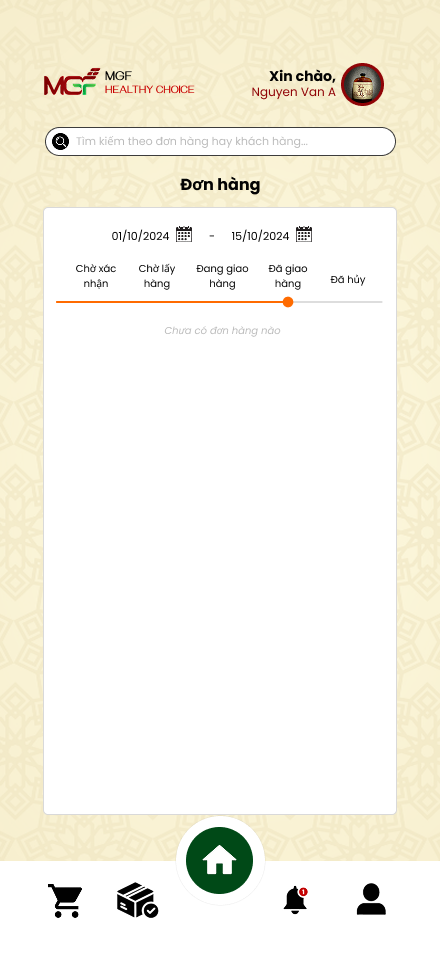 MGF
MGF
HEALTHY CHOICE
Xin chào,
Nguyen Van A
Tìm kiếm theo đơn hàng hay khách hàng...
Đơn hàng
01/10/2024 - 15/10/2024
Chờ xác nhận
Chờ lấy hàng
Đang giao hàng
Đã giao hàng
Đã hủy
Chưa có đơn hàng nào
1